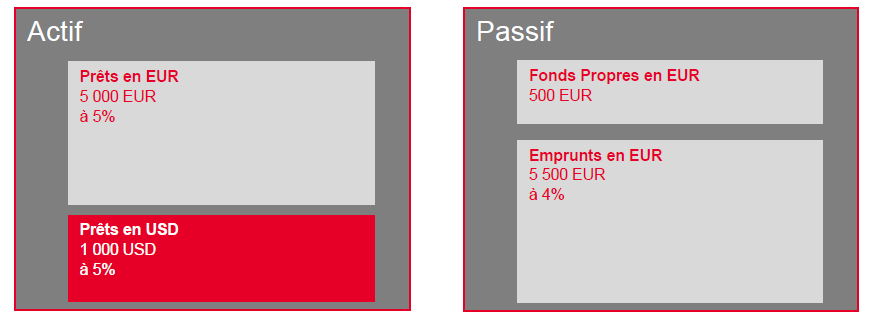 Actif
Prêts en EUR
5 000 EUR
à 5%
Prêts en USD
1 000 USD
à 5%
Passif
Fonds Propres en EUR
500 EUR
Emprunts en EUR
5 500 EUR
à 4%